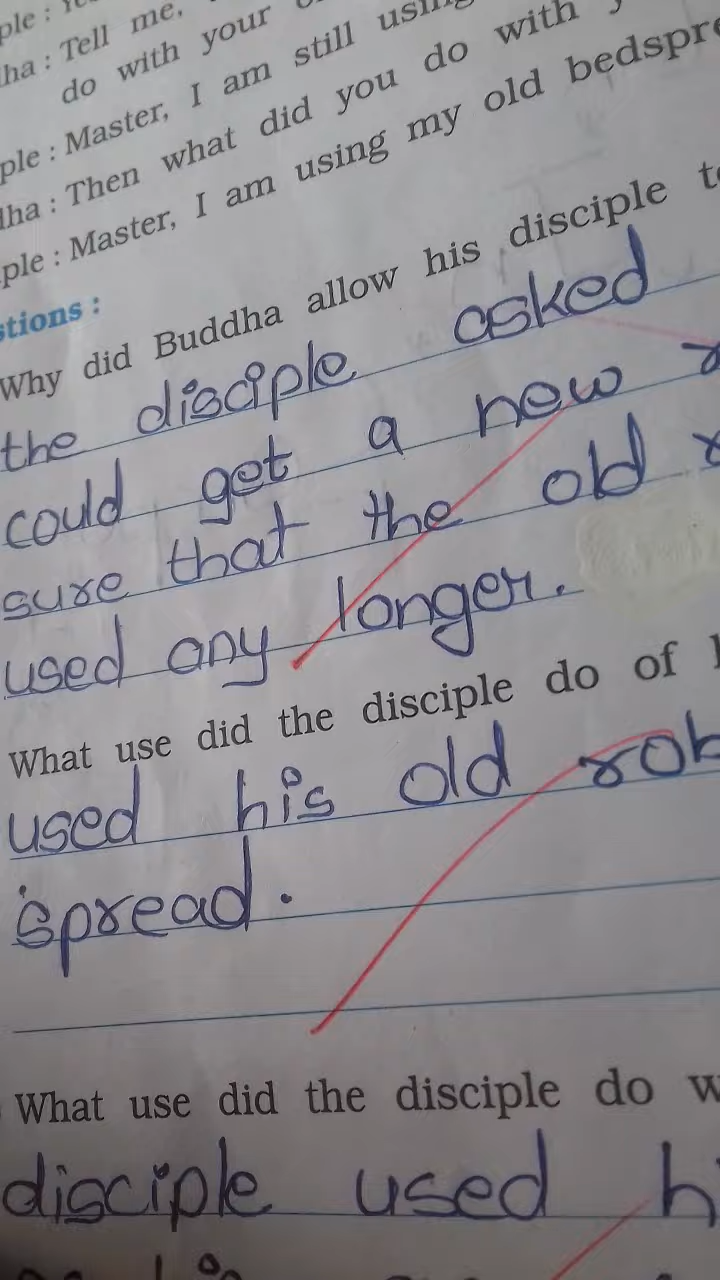 ple :
ha : Tell me,
do with your
ple : Master, I am still
ha : Then what did you do with
ple : Master, I am using my old
stions :
Why did Buddha allow his disciple
the disciple asked
could get a new
sure that the old
used any longer.
What use did the disciple do of
used his old rob
spread.
What use did the disciple do w
disciple used hi